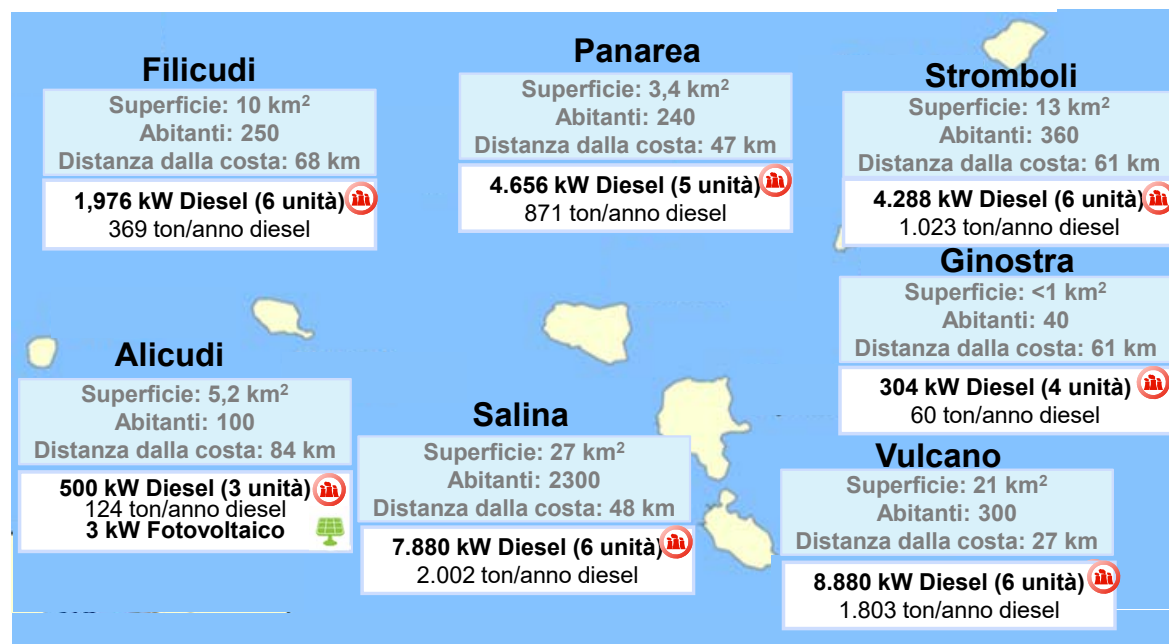 Filicudi
Superficie: 10 km²
Abitanti: 250
Distanza dalla costa: 68 km
1,976 kW Diesel (6 unità)
369 ton/anno diesel
Panarea
Superficie: 3,4 km²
Abitanti: 240
Distanza dalla costa: 47 km
4.656 kW Diesel (5 unità)
871 ton/anno diesel
Stromboli
Superficie: 13 km²
Abitanti: 360
Distanza dalla costa: 61 km
4.288 kW Diesel (6 unità)
1.023 ton/anno diesel
Ginostra
Superficie: <1 km²
Abitanti: 40
Distanza dalla costa: 61 km
304 kW Diesel (4 unità)
60 ton/anno diesel
Alicudi
Superficie: 5,2 km²
Abitanti: 100
Distanza dalla costa: 84 km
500 kW Diesel (3 unità)
124 ton/anno diesel
3 kW Fotovoltaico
Salina
Superficie: 27 km²
Abitanti: 2300
Distanza dalla costa: 48 km
7.880 kW Diesel (6 unità)
2.002 ton/anno diesel
Vulcano
Superficie: 21 km²
Abitanti: 300
Distanza dalla costa: 27 km
8.880 kW Diesel (6 unità)
1.803 ton/anno diesel